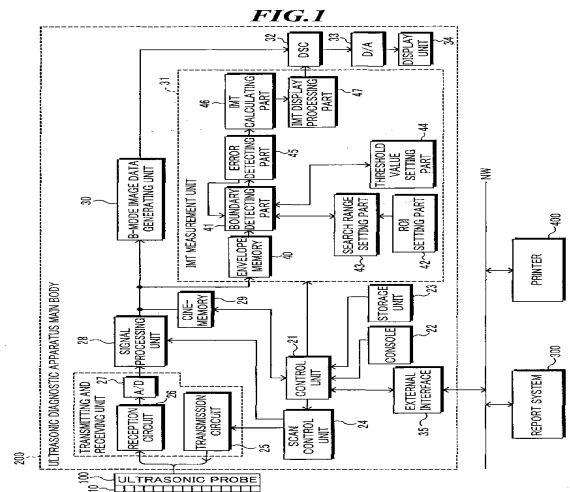 FIG.1
200
ULTRASONIC DIAGNOSTIC APPARATUS MAIN BODY
30
B-MODE IMAGE DATA
GENERATING UNIT
32
DSC
33
D/A
34
DISPLAY
UNIT
31
IMT MEASUREMENT UNIT
46
IMT
CALCULATING
PART
47
IMT DISPLAY
PROCESSING
PART
45
ERROR
DETECTING
PART
41
BOUNDARY
DETECTING
PART
44
THRESHOLD
VALUE
SETTING
PART
40
ENVELOPE
MEMORY
43
SEARCH RANGE
SETTING PART
42
ROI
SETTING PART
28
SIGNAL
PROCESSING
UNIT
29
CINE-
MEMORY
TRANSMITTING AND
RECEIVING UNIT
27
A/D
26
RECEPTION
CIRCUIT
25
TRANSMISSION
CIRCUIT
21
CONTROL
UNIT
23
STORAGE
UNIT
22
CONSOLE
24
SCAN
CONTROL
UNIT
35
EXTERNAL
INTERFACE
100
10
ULTRASONIC PROBE
NW
300
REPORT SYSTEM
400
PRINTER